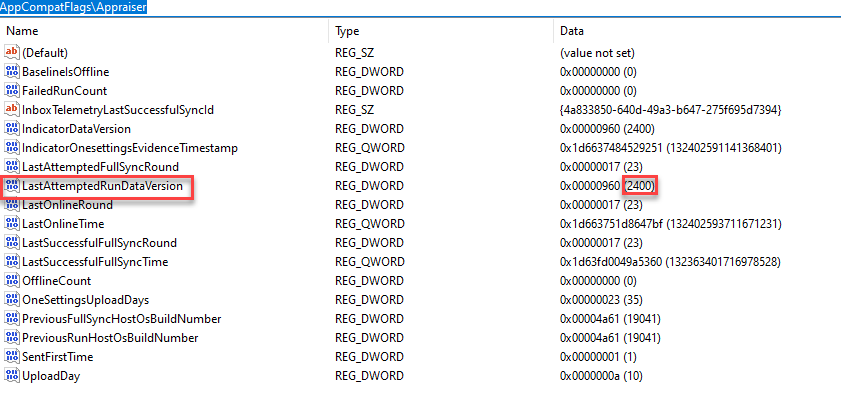 AppCompatFlags\Appraiser
Name Type Data
(Default) REG_SZ (value not set)
BaselineIsOffline REG_DWORD 0x00000000 (0)
FailedRunCount REG_DWORD 0x00000000 (0)
InboxTelemetryLastSuccessfulSyncId REG_SZ {4a833850-640d-49a3-b647-275f695d7394}
IndicatorDataVersion REG_DWORD 0x00000960 (2400)
IndicatorOnesettingsEvidenceTimestamp REG_QWORD 0x1d6637484529251 (132402591141368401)
LastAttemptedFullSyncRound REG_DWORD 0x00000017 (23)
LastAttemptedRunDataVersion REG_DWORD 0x00000960 (2400)
LastOnlineRound REG_DWORD 0x00000017 (23)
LastOnlineTime REG_QWORD 0x1d663751d8647bf (132402593711671231)
LastSuccessfulFullSyncRound REG_DWORD 0x00000017 (23)
LastSuccessfulFullSyncTime REG_QWORD 0x1d63fd0049a5360 (132363401716978528)
OfflineCount REG_DWORD 0x00000000 (0)
OneSettingsUploadDays REG_DWORD 0x00000023 (35)
PreviousFullSyncHostOsBuildNumber REG_DWORD 0x00004a61 (19041)
PreviousRunHostOsBuildNumber REG_DWORD 0x00004a61 (19041)
SentFirstTime REG_DWORD 0x00000001 (1)
UploadDay REG_DWORD 0x0000000a (10)